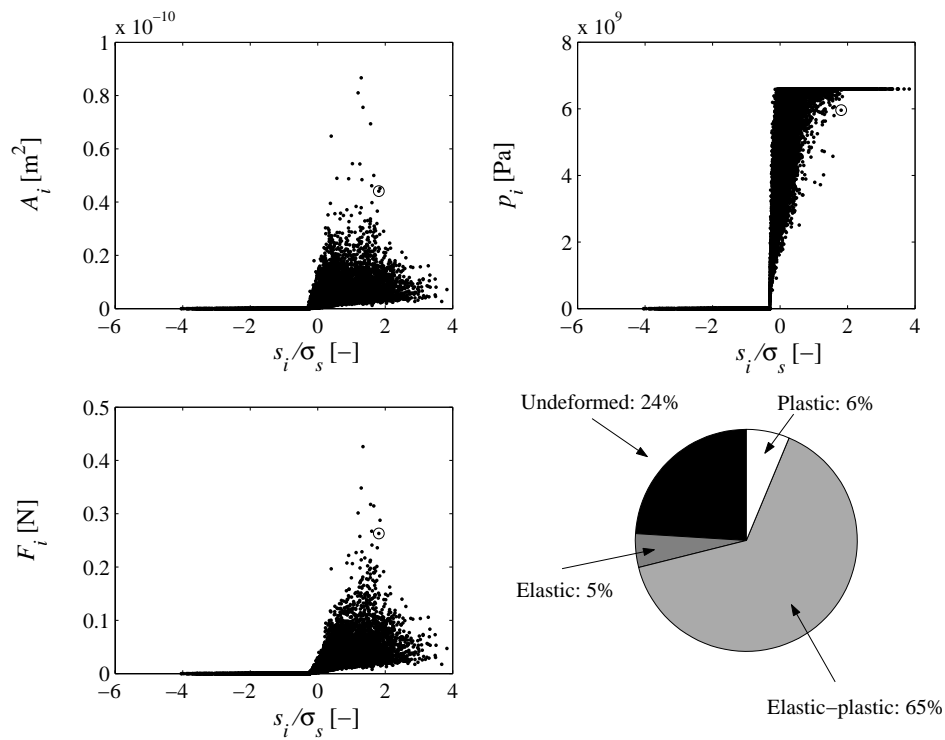 x 10⁻¹⁰
1
0.8
0.6
0.4
0.2
0
−6 −4 −2 0 2 4
A_i [m²]
s_i/σ_s [−]
x 10⁹
8
6
4
2
0
−6 −4 −2 0 2 4
p_i [Pa]
s_i/σ_s [−]
0.5
0.4
0.3
0.2
0.1
0
−6 −4 −2 0 2 4
F_i [N]
s_i/σ_s [−]
Undeformed: 24%
Plastic: 6%
Elastic: 5%
Elastic−plastic: 65%